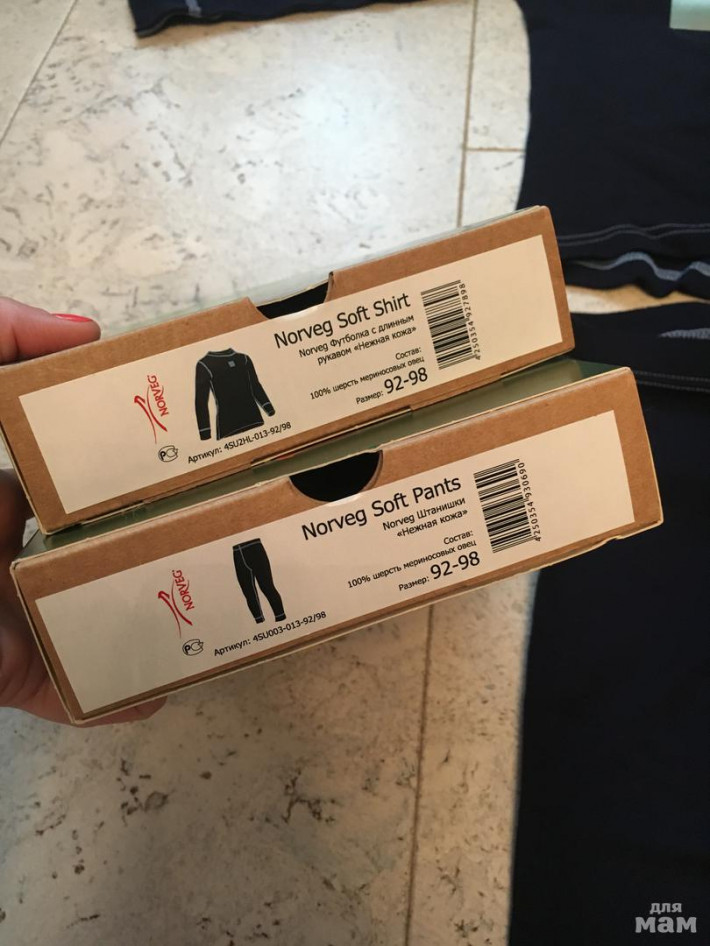 Norveg Soft Shirt
Norveg Футболка с длинным
рукавом «Нежная кожа»
Состав:
100% шерсть мериносовых овец
Размер: 92-98
NORVEG
Артикул: 4SU2HL-013-92/98
4250354927898
Norveg Soft Pants
Norveg Штанишки
«Нежная кожа»
Состав:
100% шерсть мериносовых овец
Размер: 92-98
NORVEG
Артикул: 4SU003-013-92/98
4250354930690
для
мам